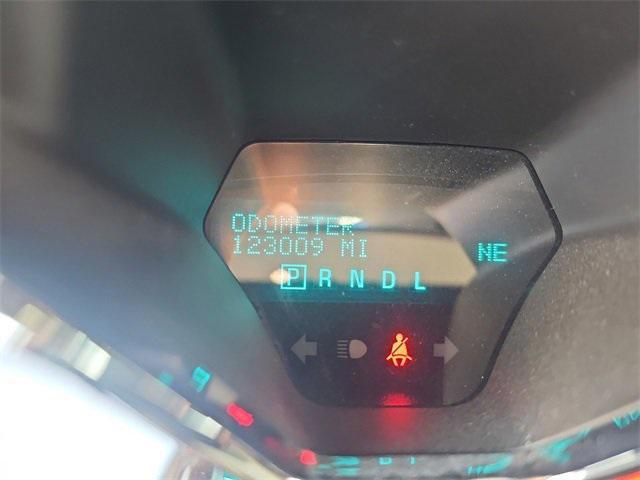 ODOMETER
123009 MI
NE
P R N D L